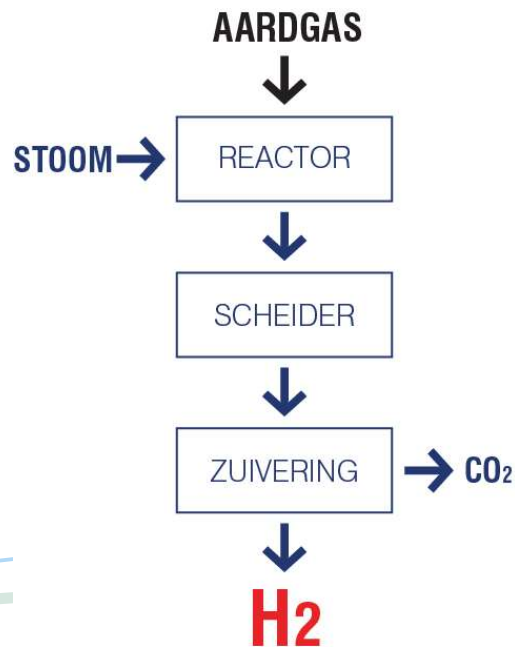 AARDGAS
STOOM
REACTOR
SCHEIDER
ZUIVERING
CO₂
H2